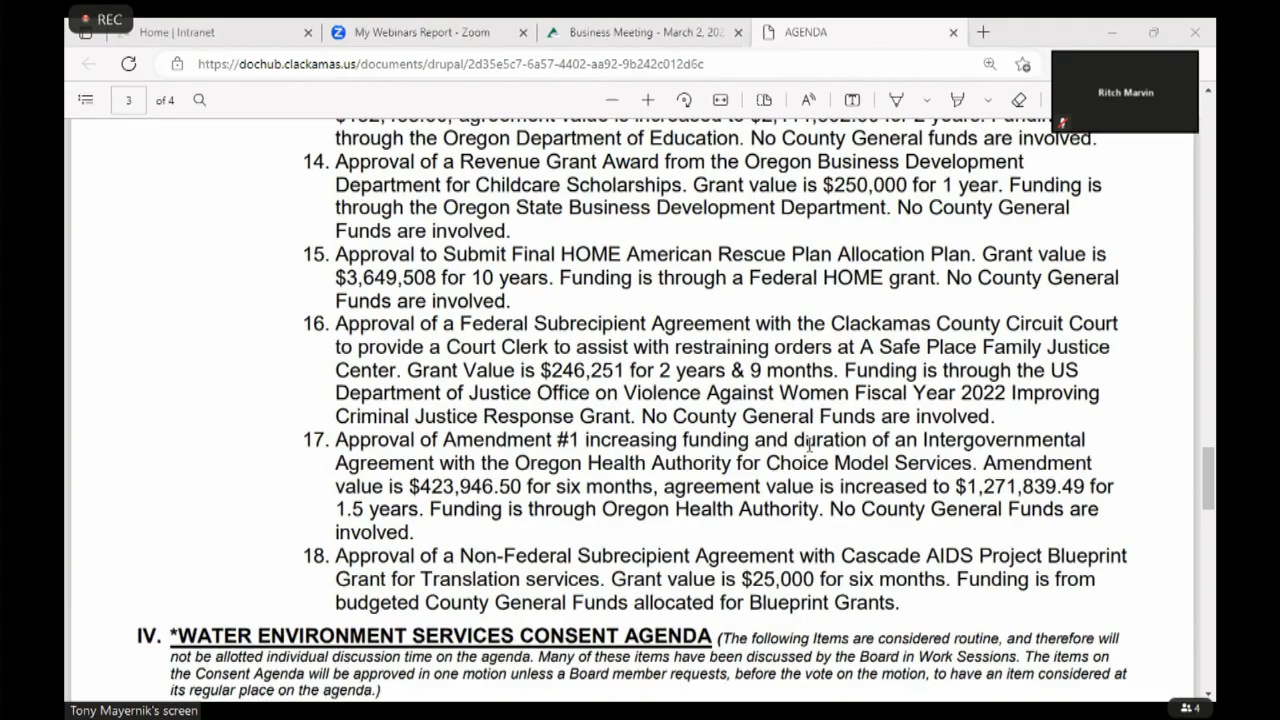 REC
Home | Intranet
My Webinars Report - Zoom
Business Meeting - March 2, 202
AGENDA
https://dochub.clackamas.us/documents/drupal/2d35e5c7-6a57-4402-aa92-9b242c012d6c
3 of 4
Ritch Marvin
through the Oregon Department of Education. No County General funds are involved.
14. Approval of a Revenue Grant Award from the Oregon Business Development
Department for Childcare Scholarships. Grant value is $250,000 for 1 year. Funding is
through the Oregon State Business Development Department. No County General
Funds are involved.
15. Approval to Submit Final HOME American Rescue Plan Allocation Plan. Grant value is
$3,649,508 for 10 years. Funding is through a Federal HOME grant. No County General
Funds are involved.
16. Approval of a Federal Subrecipient Agreement with the Clackamas County Circuit Court
to provide a Court Clerk to assist with restraining orders at A Safe Place Family Justice
Center. Grant Value is $246,251 for 2 years & 9 months. Funding is through the US
Department of Justice Office on Violence Against Women Fiscal Year 2022 Improving
Criminal Justice Response Grant. No County General Funds are involved.
17. Approval of Amendment #1 increasing funding and duration of an Intergovernmental
Agreement with the Oregon Health Authority for Choice Model Services. Amendment
value is $423,946.50 for six months, agreement value is increased to $1,271,839.49 for
1.5 years. Funding is through Oregon Health Authority. No County General Funds are
involved.
18. Approval of a Non-Federal Subrecipient Agreement with Cascade AIDS Project Blueprint
Grant for Translation services. Grant value is $25,000 for six months. Funding is from
budgeted County General Funds allocated for Blueprint Grants.
IV. *WATER ENVIRONMENT SERVICES CONSENT AGENDA (The following Items are considered routine, and therefore will
not be allotted individual discussion time on the agenda. Many of these items have been discussed by the Board in Work Sessions. The items on
the Consent Agenda will be approved in one motion unless a Board member requests, before the vote on the motion, to have an item considered at
its regular place on the agenda.)
Tony Mayernik's screen
4